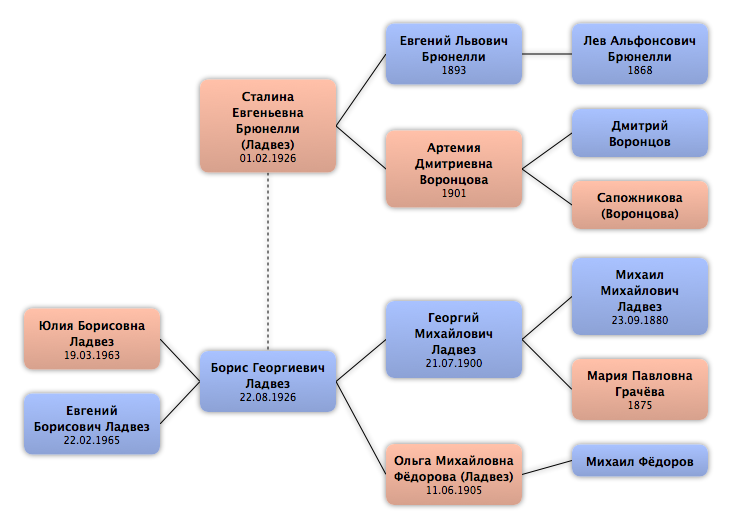 Евгений Львович
Брюнелли
1893
Лев Альфонсович
Брюнелли
1868
Сталина
Евгеньевна
Брюнелли
(Ладвез)
01.02.1926
Артемия
Дмитриевна
Воронцова
1901
Дмитрий
Воронцов
Сапожникова
(Воронцова)
Юлия Борисовна
Ладвез
19.03.1963
Евгений
Борисович Ладвез
22.02.1965
Борис Георгиевич
Ладвез
22.08.1926
Георгий
Михайлович
Ладвез
21.07.1900
Михаил
Михайлович
Ладвез
23.09.1880
Мария Павловна
Грачёва
1875
Ольга Михайловна
Фёдорова (Ладвез)
11.06.1905
Михаил Фёдоров